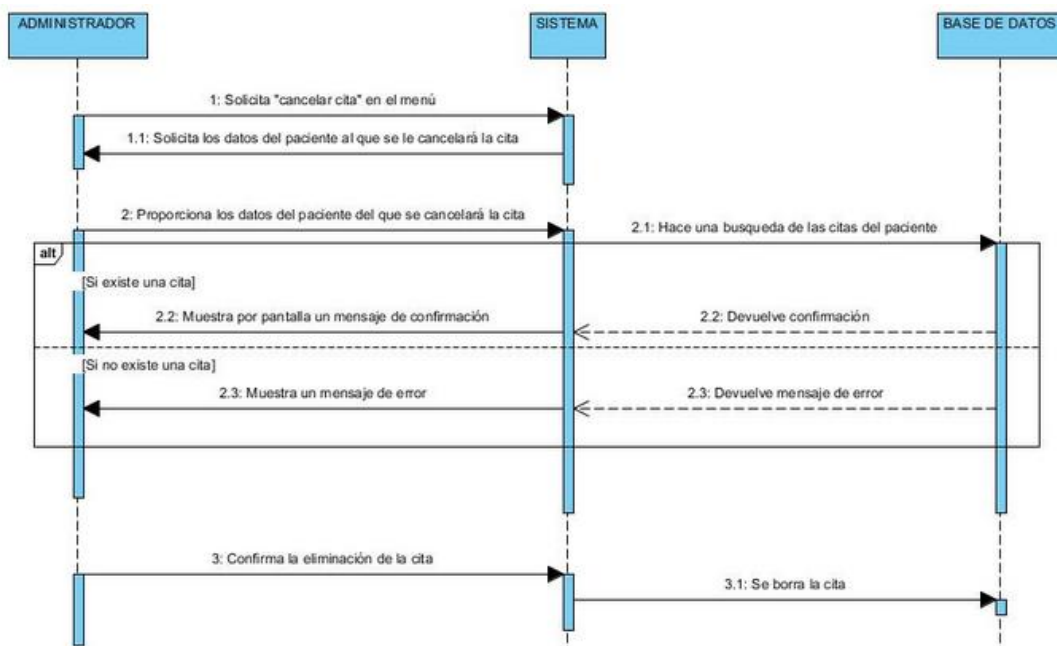 ADMINISTRADOR
SISTEMA
BASE DE DATOS
1: Solicita "cancelar cita" en el menú
1.1: Solicita los datos del paciente al que se le cancelará la cita
2: Proporciona los datos del paciente del que se cancelará la cita
2.1: Hace una busqueda de las citas del paciente
alt
[Si existe una cita]
2.2: Muestra por pantalla un mensaje de confirmación
2.2: Devuelve confirmación
[Si no existe una cita]
2.3: Muestra un mensaje de error
2.3: Devuelve mensaje de error
3: Confirma la eliminación de la cita
3.1: Se borra la cita